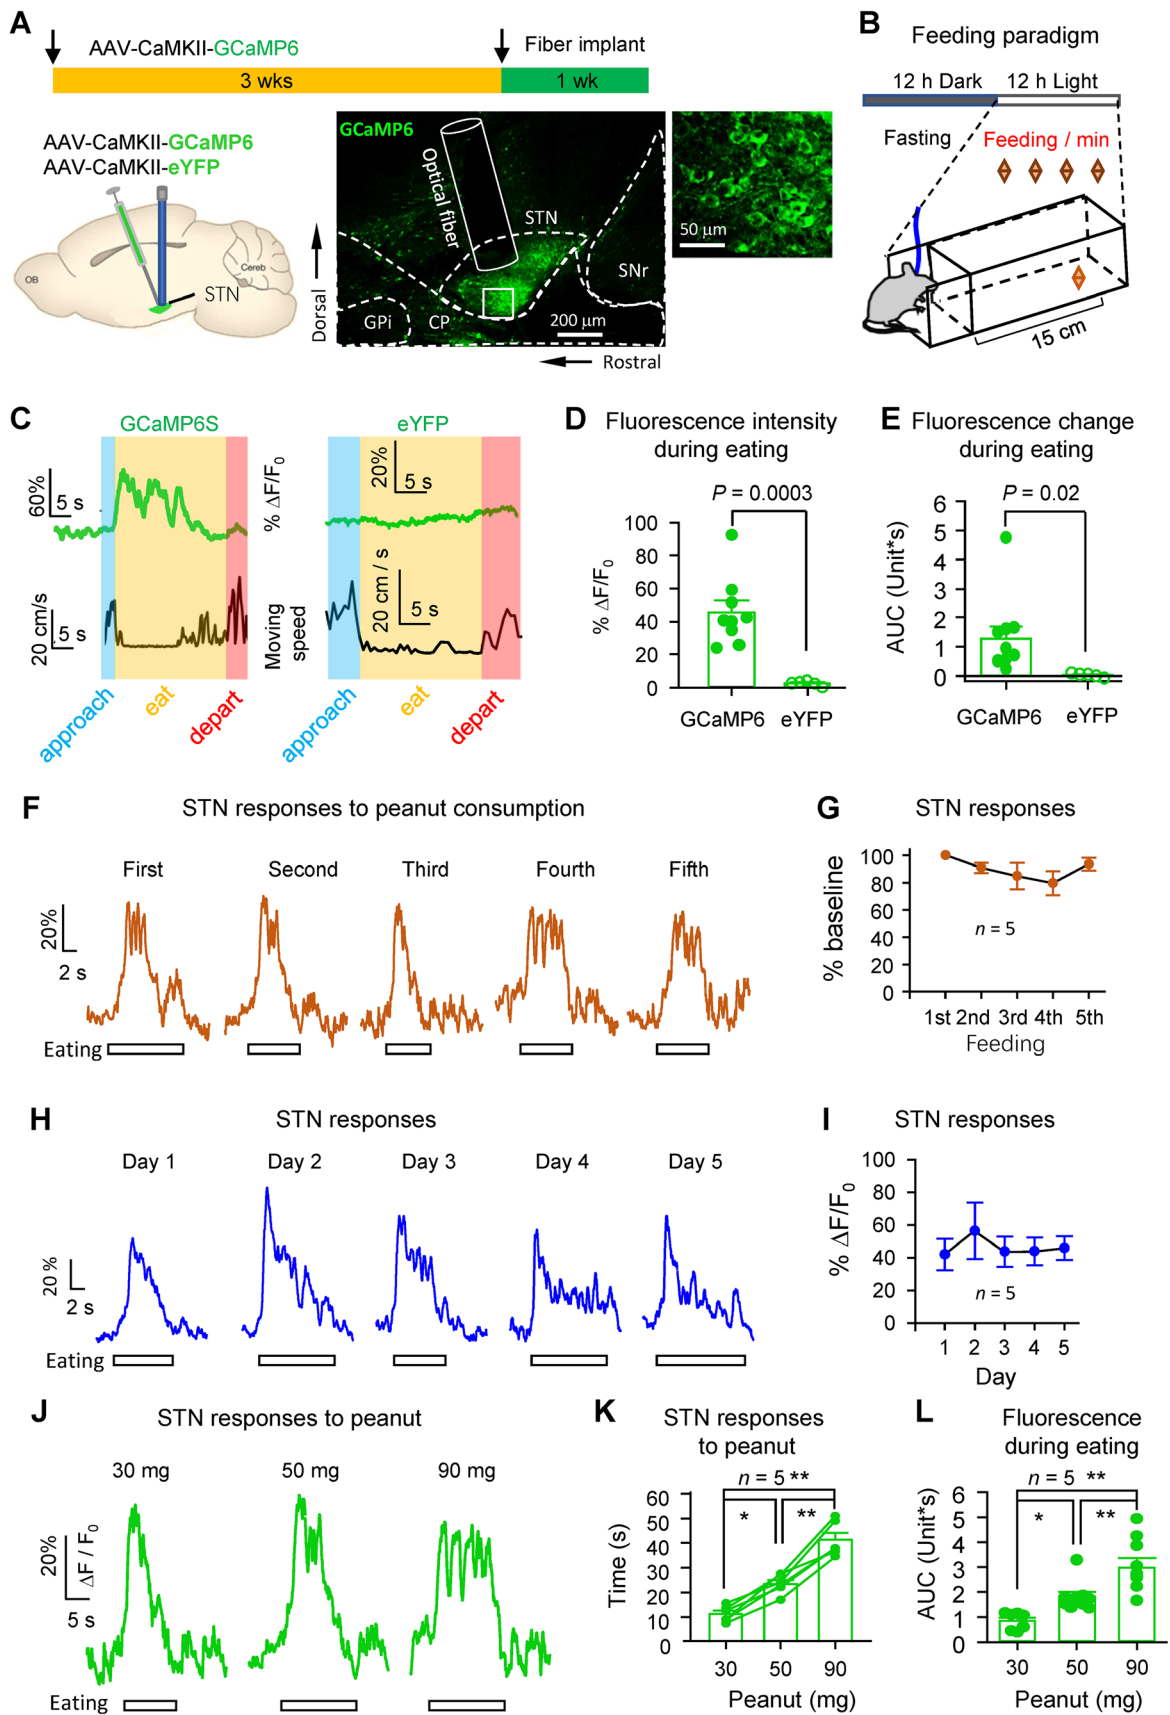 A
AAV-CaMKII-GCaMP6
Fiber implant
3 wks
1 wk
AAV-CaMKII-GCaMP6
AAV-CaMKII-eYFP
OB
Cereb
STN
GCaMP6
Optical fiber
STN
SNr
GPi
CP
200 µm
50 µm
Dorsal
Rostral
B
Feeding paradigm
12 h Dark
12 h Light
Fasting
Feeding / min
15 cm
C
GCaMP6S
eYFP
60%
5 s
% ΔF/F0
20%
5 s
20 cm/s
5 s
Moving speed
20 cm / s
5 s
approach
eat
depart
approach
eat
depart
D
Fluorescence intensity
during eating
P = 0.0003
% ΔF/F0
100
80
60
40
20
0
GCaMP6
eYFP
E
Fluorescence change
during eating
P = 0.02
AUC (Unit*s)
6
5
4
3
2
1
0
GCaMP6
eYFP
F
STN responses to peanut consumption
First
Second
Third
Fourth
Fifth
20%
2 s
Eating
G
STN responses
% baseline
100
80
60
40
20
0
n = 5
1st 2nd 3rd 4th 5th
Feeding
H
STN responses
Day 1
Day 2
Day 3
Day 4
Day 5
20 %
2 s
Eating
I
STN responses
% ΔF/F0
100
80
60
40
20
0
n = 5
1 2 3 4 5
Day
J
STN responses to peanut
30 mg
50 mg
90 mg
20%
ΔF / F0
5 s
Eating
K
STN responses
to peanut
n = 5 **
* **
Time (s)
60
50
40
30
20
10
0
30 50 90
Peanut (mg)
L
Fluorescence
during eating
n = 5 **
* **
AUC (Unit*s)
6
5
4
3
2
1
0
30 50 90
Peanut (mg)